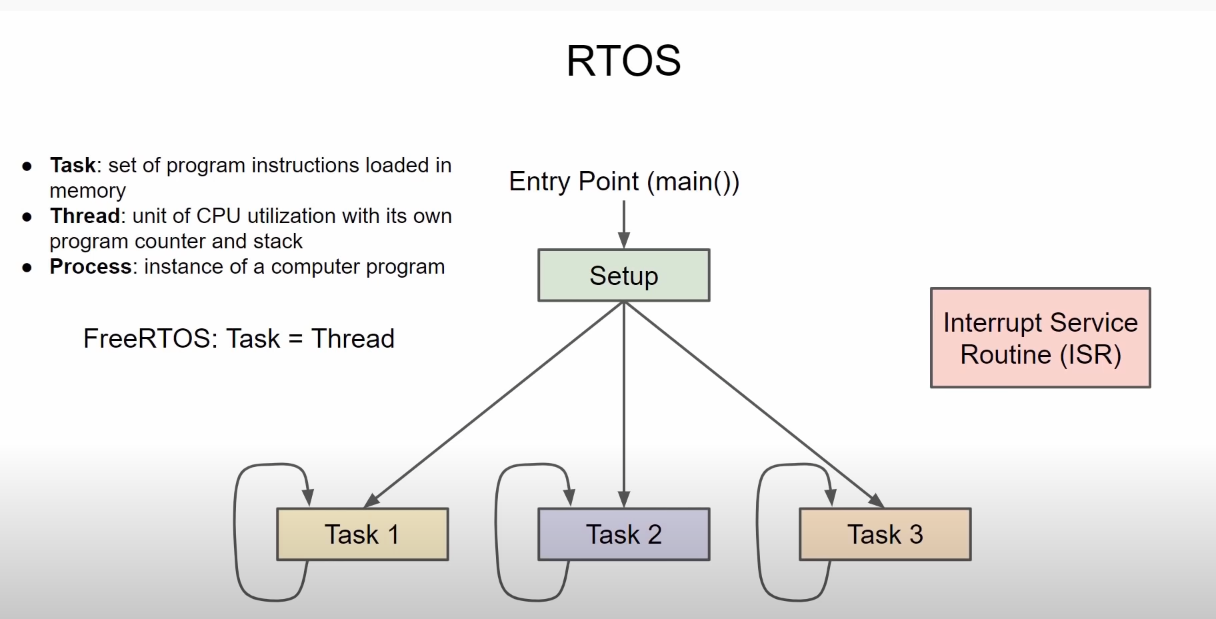 RTOS
● Task: set of program instructions loaded in
memory
● Thread: unit of CPU utilization with its own
program counter and stack
● Process: instance of a computer program
FreeRTOS: Task = Thread
Entry Point (main())
Setup
Interrupt Service
Routine (ISR)
Task 1
Task 2
Task 3